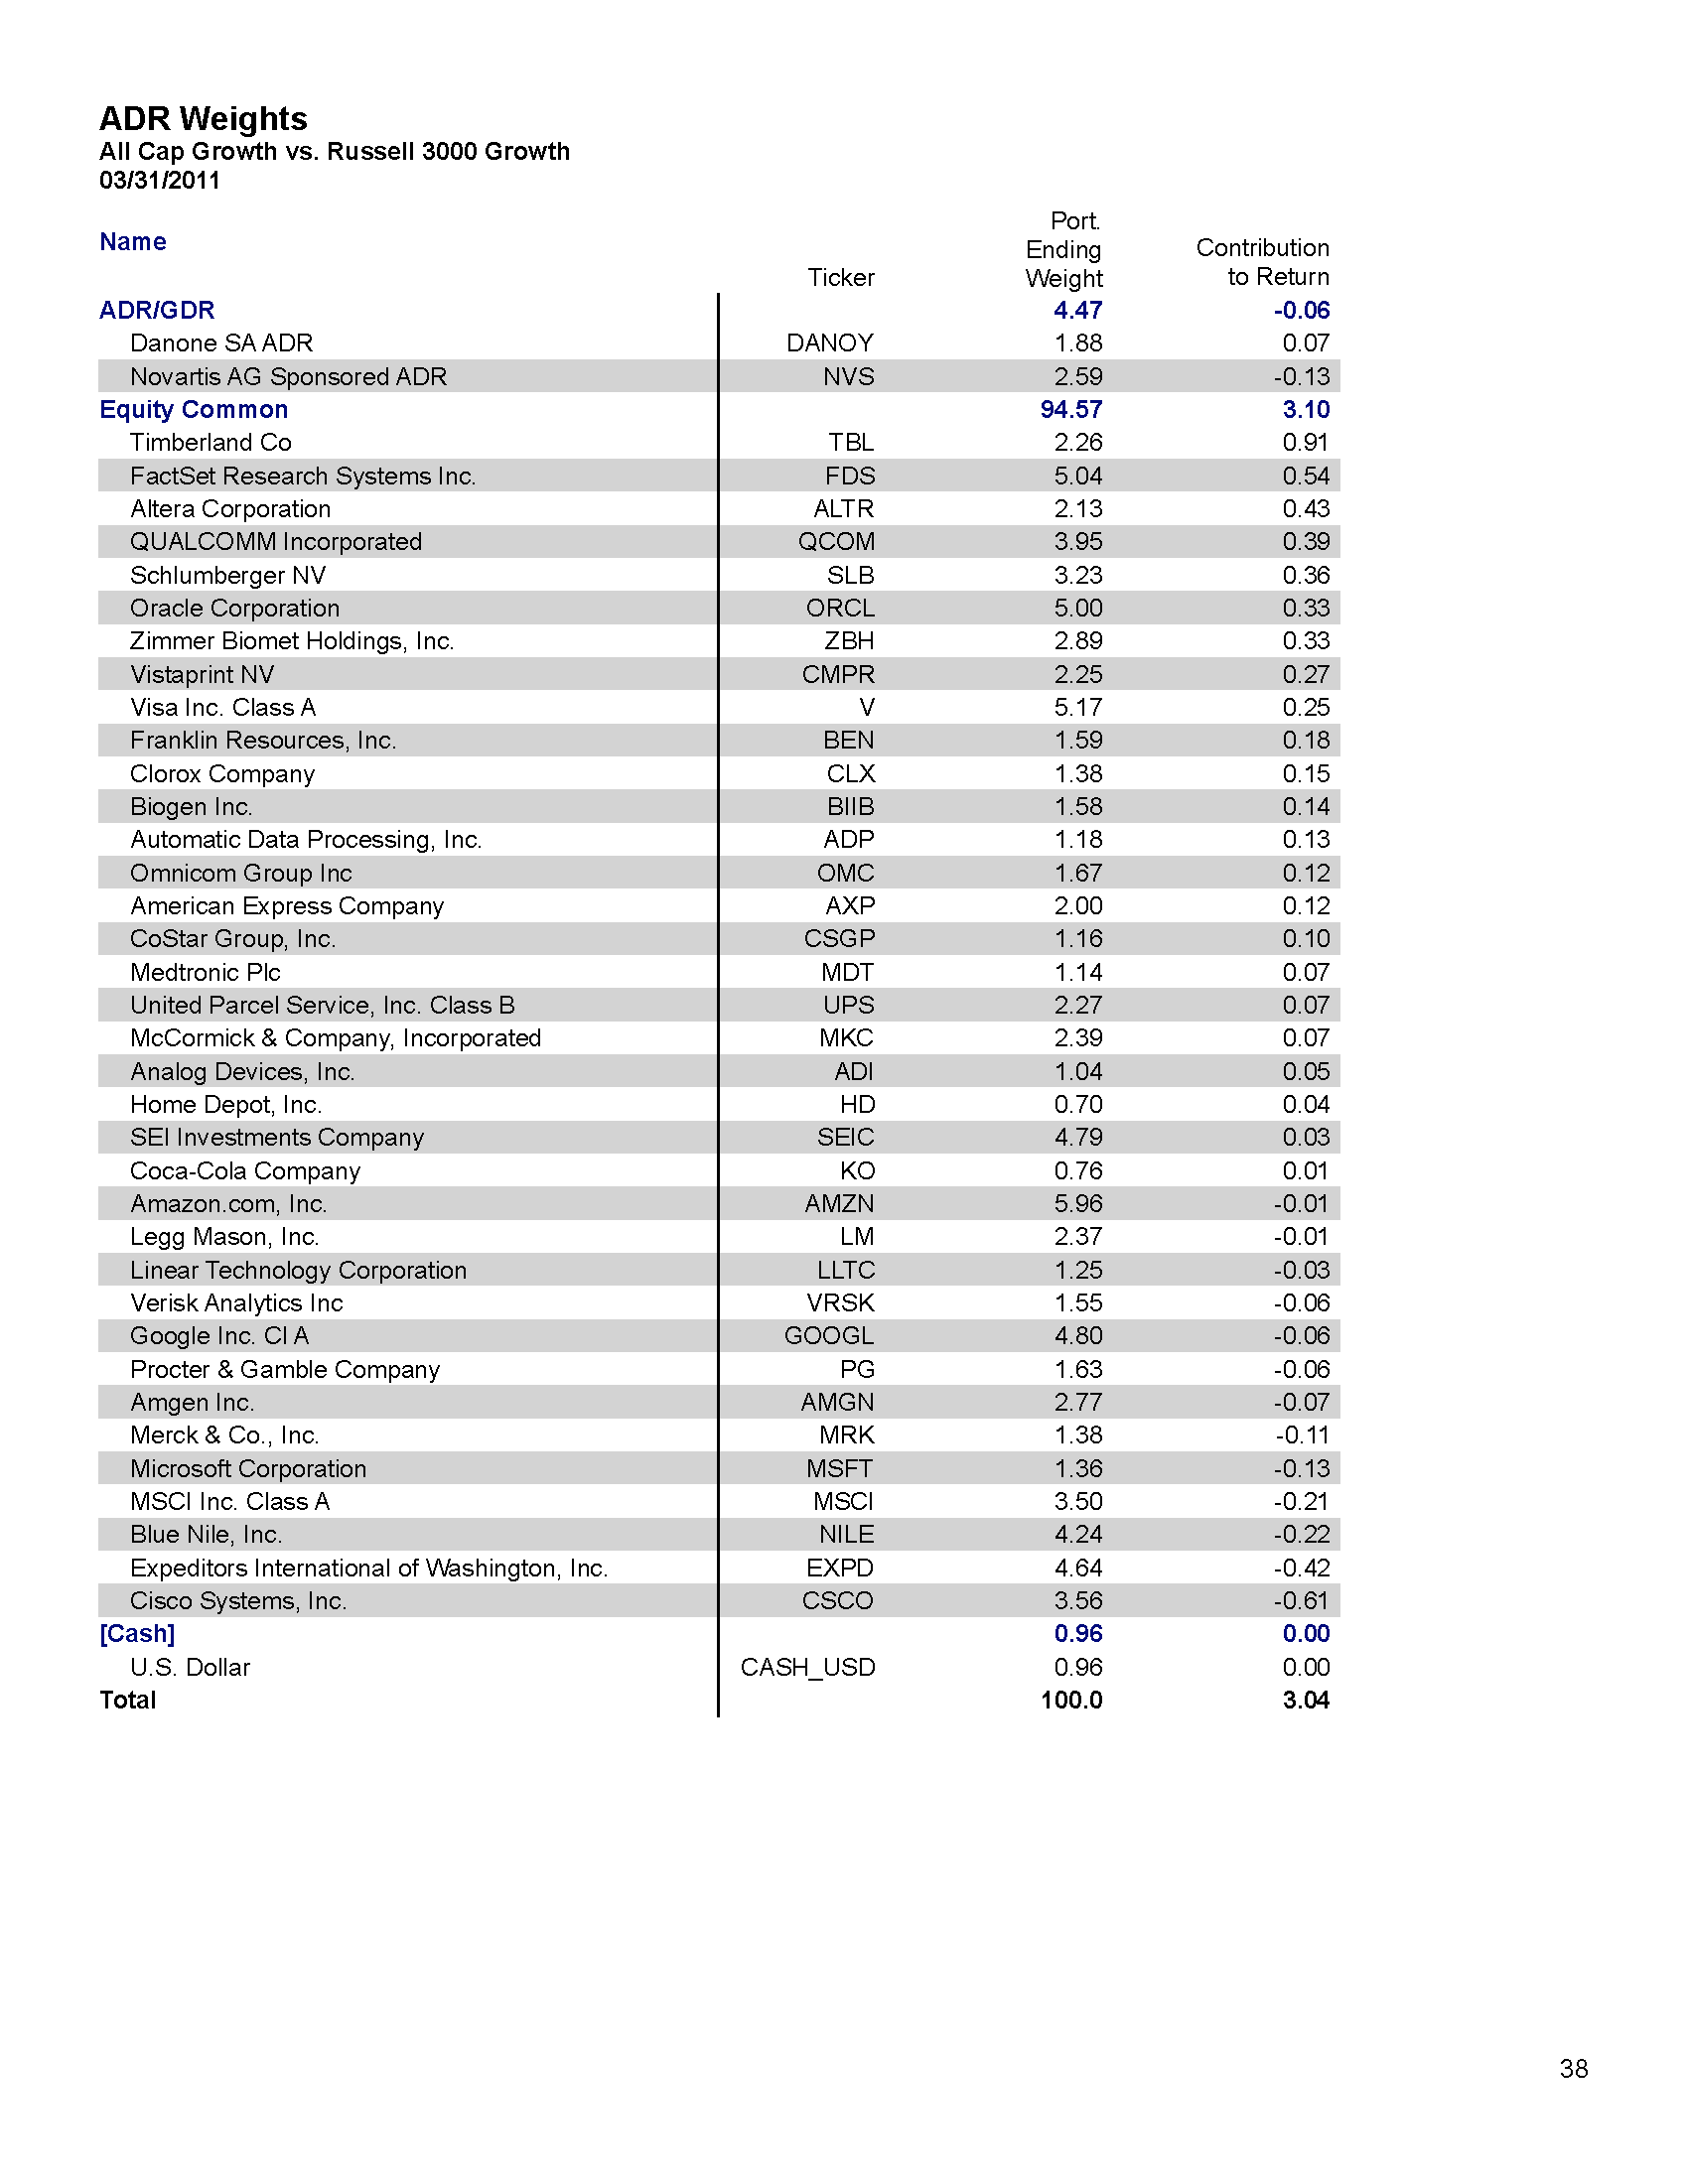 ADR Weights
All Cap Growth vs. Russell 3000 Growth
03/31/2011
Name Ticker Port. Ending Weight Contribution to Return
ADR/GDR 4.47 -0.06
Danone SA ADR DANOY 1.88 0.07
Novartis AG Sponsored ADR NVS 2.59 -0.13
Equity Common 94.57 3.10
Timberland Co TBL 2.26 0.91
FactSet Research Systems Inc. FDS 5.04 0.54
Altera Corporation ALTR 2.13 0.43
QUALCOMM Incorporated QCOM 3.95 0.39
Schlumberger NV SLB 3.23 0.36
Oracle Corporation ORCL 5.00 0.33
Zimmer Biomet Holdings, Inc. ZBH 2.89 0.33
Vistaprint NV CMPR 2.25 0.27
Visa Inc. Class A V 5.17 0.25
Franklin Resources, Inc. BEN 1.59 0.18
Clorox Company CLX 1.38 0.15
Biogen Inc. BIIB 1.58 0.14
Automatic Data Processing, Inc. ADP 1.18 0.13
Omnicom Group Inc OMC 1.67 0.12
American Express Company AXP 2.00 0.12
CoStar Group, Inc. CSGP 1.16 0.10
Medtronic Plc MDT 1.14 0.07
United Parcel Service, Inc. Class B UPS 2.27 0.07
McCormick & Company, Incorporated MKC 2.39 0.07
Analog Devices, Inc. ADI 1.04 0.05
Home Depot, Inc. HD 0.70 0.04
SEI Investments Company SEIC 4.79 0.03
Coca-Cola Company KO 0.76 0.01
Amazon.com, Inc. AMZN 5.96 -0.01
Legg Mason, Inc. LM 2.37 -0.01
Linear Technology Corporation LLTC 1.25 -0.03
Verisk Analytics Inc VRSK 1.55 -0.06
Google Inc. Cl A GOOGL 4.80 -0.06
Procter & Gamble Company PG 1.63 -0.06
Amgen Inc. AMGN 2.77 -0.07
Merck & Co., Inc. MRK 1.38 -0.11
Microsoft Corporation MSFT 1.36 -0.13
MSCI Inc. Class A MSCI 3.50 -0.21
Blue Nile, Inc. NILE 4.24 -0.22
Expeditors International of Washington, Inc. EXPD 4.64 -0.42
Cisco Systems, Inc. CSCO 3.56 -0.61
[Cash] 0.96 0.00
U.S. Dollar CASH_USD 0.96 0.00
Total 100.0 3.04
38